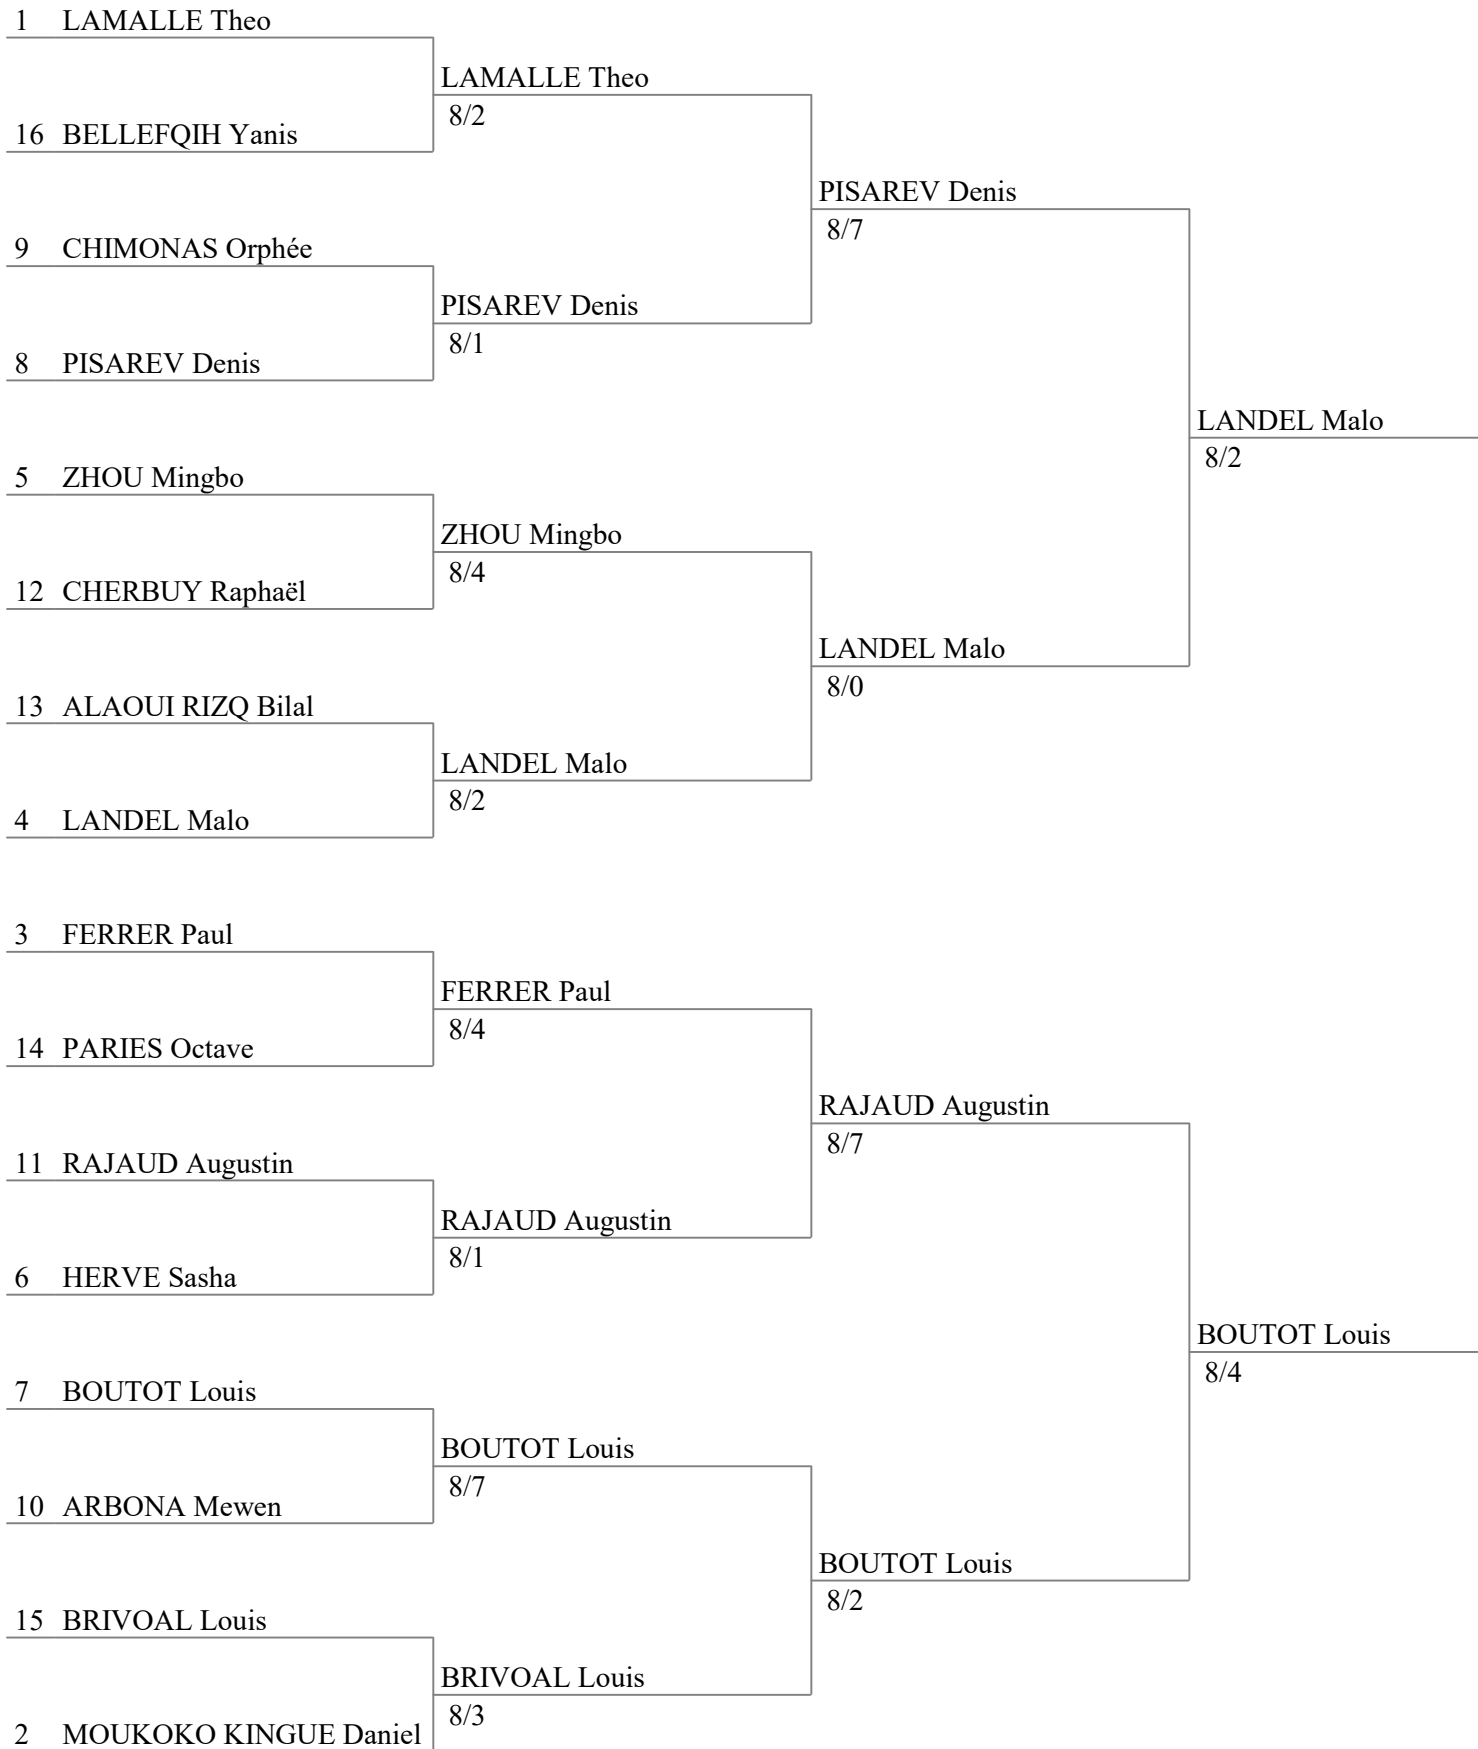 1 LAMALLE Theo
LAMALLE Theo
8/2
16 BELLEFQIH Yanis
PISAREV Denis
8/7
9 CHIMONAS Orphée
PISAREV Denis
8/1
8 PISAREV Denis
LANDEL Malo
8/2
5 ZHOU Mingbo
ZHOU Mingbo
8/4
12 CHERBUY Raphaël
LANDEL Malo
8/0
13 ALAOUI RIZQ Bilal
LANDEL Malo
8/2
4 LANDEL Malo
3 FERRER Paul
FERRER Paul
8/4
14 PARIES Octave
RAJAUD Augustin
8/7
11 RAJAUD Augustin
RAJAUD Augustin
8/1
6 HERVE Sasha
BOUTOT Louis
8/4
7 BOUTOT Louis
BOUTOT Louis
8/7
10 ARBONA Mewen
BOUTOT Louis
8/2
15 BRIVOAL Louis
BRIVOAL Louis
8/3
2 MOUKOKO KINGUE Daniel